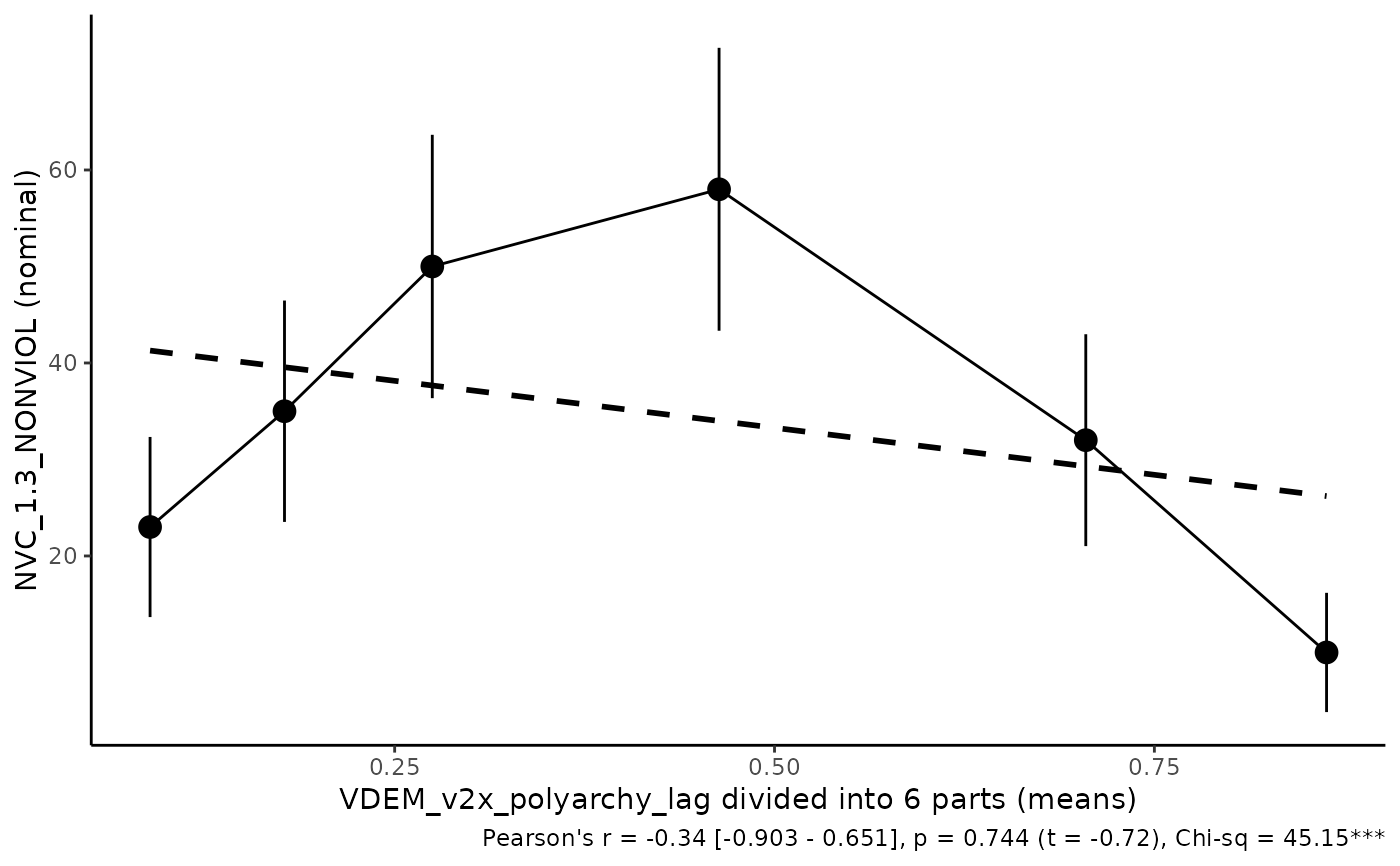 NVC_1.3_NONVIOL (nominal)
60
40
20
0.25 0.50 0.75
VDEM_v2x_polyarchy_lag divided into 6 parts (means)
Pearson's r = -0.34 [-0.903 - 0.651], p = 0.744 (t = -0.72), Chi-sq = 45.15***